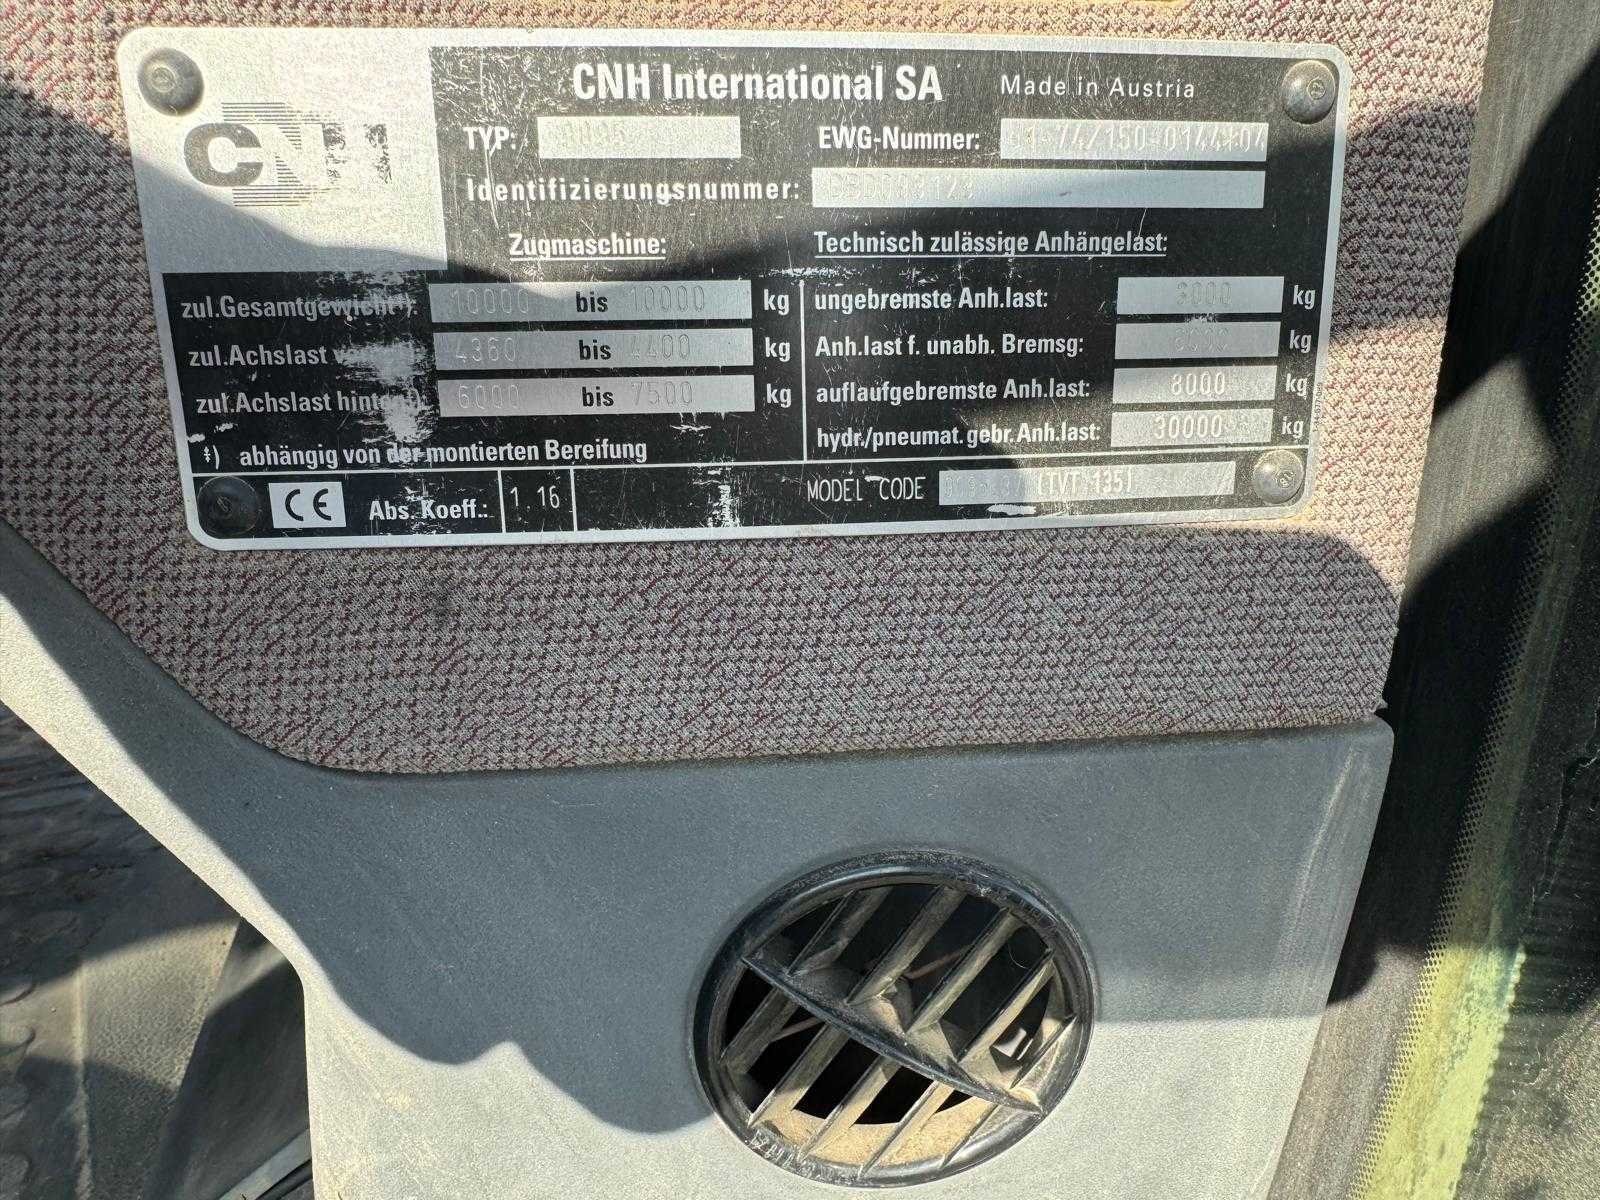 CNH International SA Made in Austria
CNH
TYP:
EWG-Nummer:
Identifizierungsnummer:
Zugmaschine: Technisch zulässige Anhängelast:
zul.Gesamtgewicht*): 10000 bis 10000 kg
ungebremste Anh.last: kg
zul.Achslast 4360 bis 4400 kg
Anh.last f. unabh. Bremsg: kg
zul.Achslast hinten*): 6000 bis 7500 kg
auflaufgebremste Anh.last: 8000 kg
hydr./pneumat.gebr.Anh.last: 30000 kg
*) abhängig von der montierten Bereifung
CE Abs. Koeff.: 1.16
MODEL CODE (TVT 135)